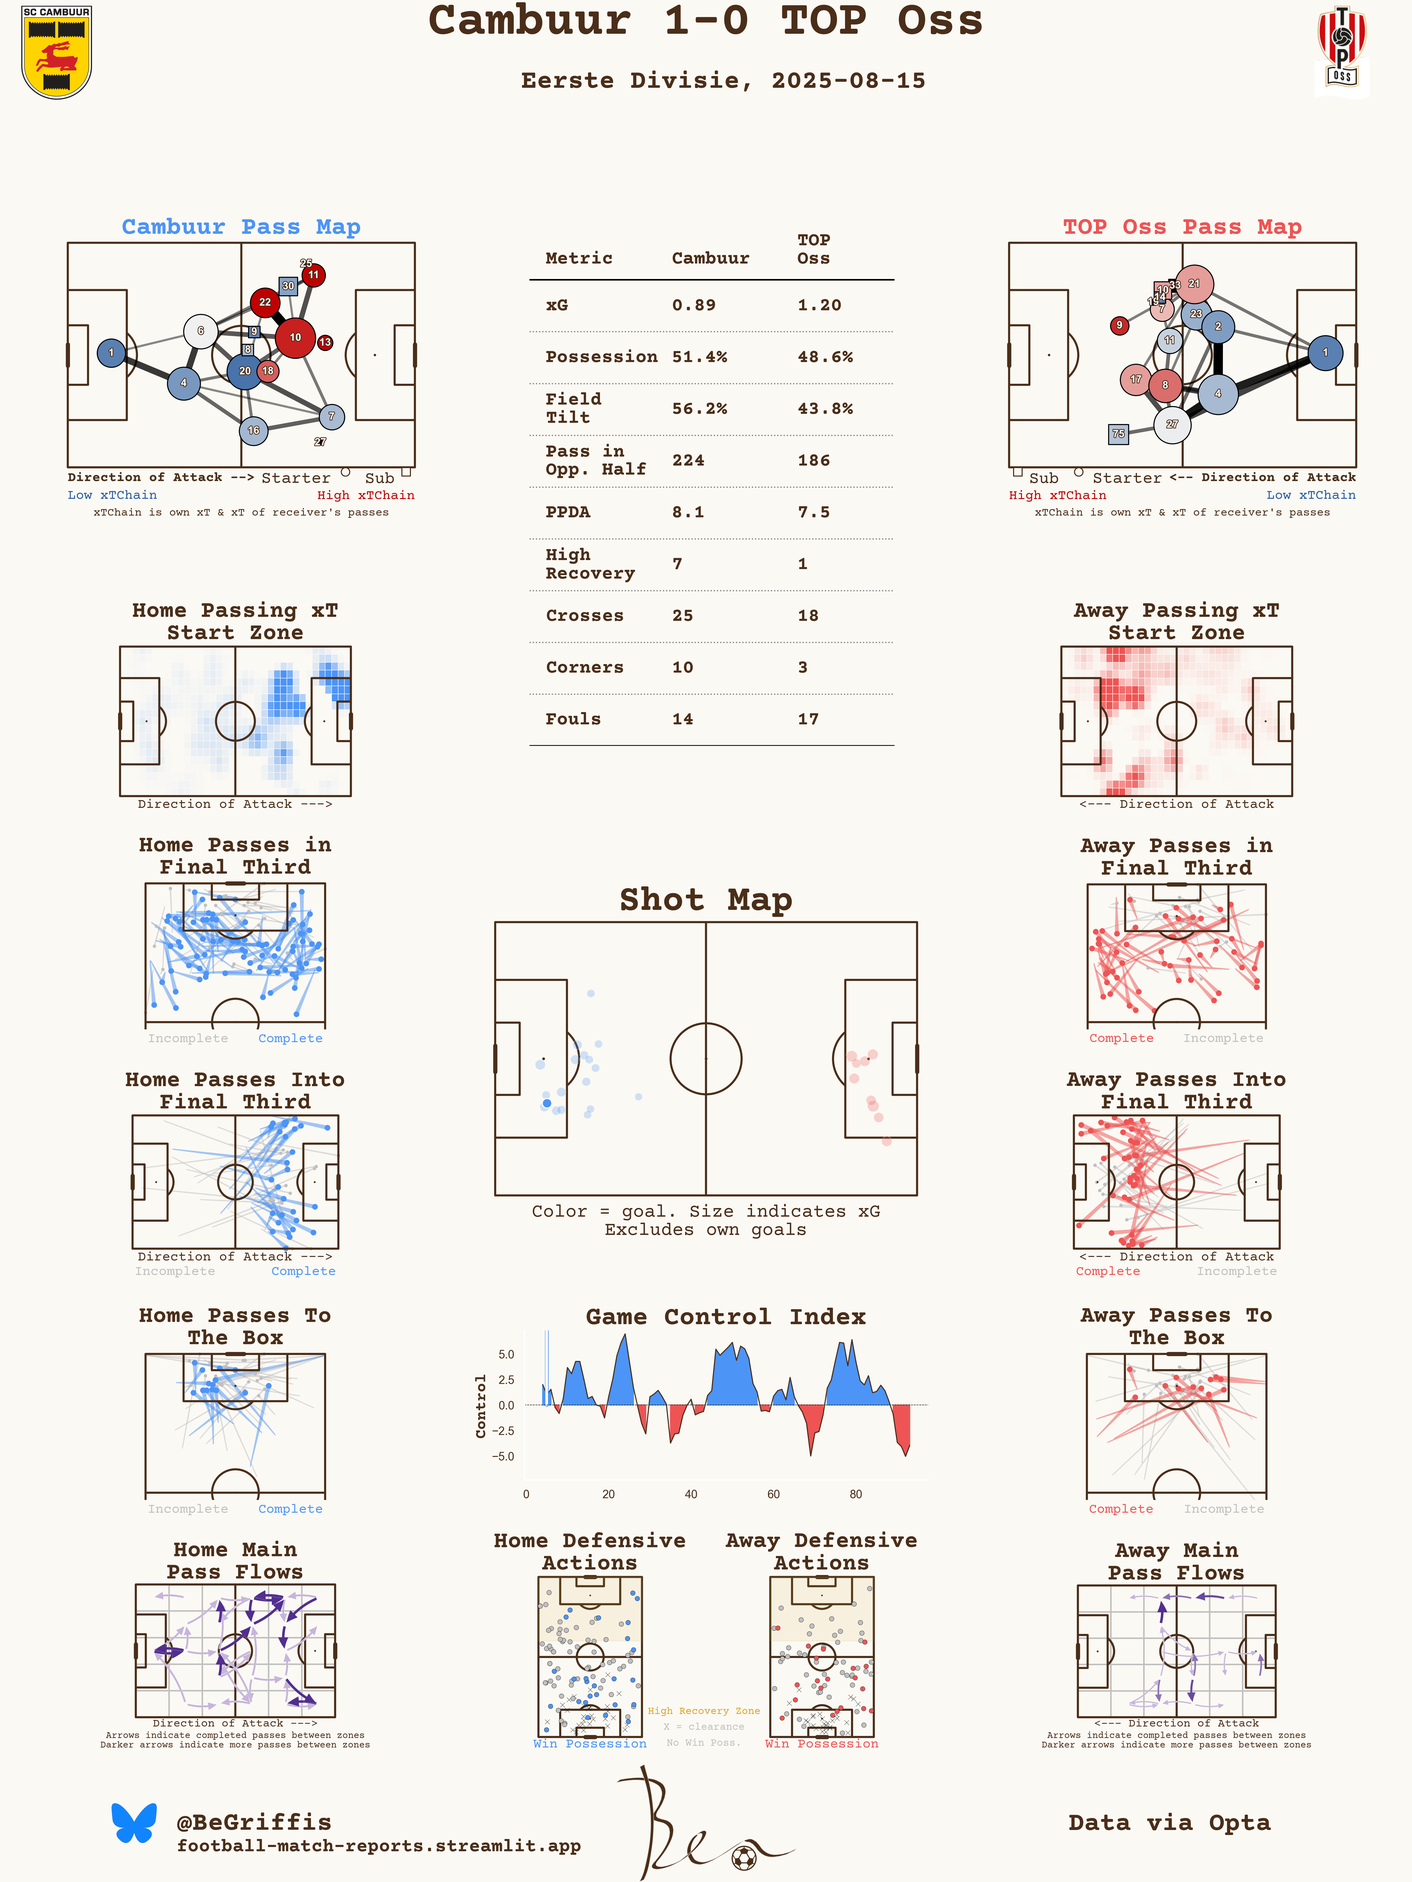 SC CAMBUUR
Cambuur 1-0 TOP Oss
TOP
OSS
Eerste Divisie, 2025-08-15
Cambuur Pass Map
25
11
30
22
6
9
10
13
1
8
20
18
4
7
16
27
Direction of Attack --> Starter Sub
Low xTChain High xTChain
xTChain is own xT & xT of receiver's passes
Metric Cambuur TOP Oss
xG 0.89 1.20
Possession 51.4% 48.6%
Field Tilt 56.2% 43.8%
Pass in Opp. Half 224 186
PPDA 8.1 7.5
High Recovery 7 1
Crosses 25 18
Corners 10 3
Fouls 14 17
TOP Oss Pass Map
33
21
10
14
7
23
9
2
11
1
17
8
4
27
75
Sub Starter <-- Direction of Attack
High xTChain Low xTChain
xTChain is own xT & xT of receiver's passes
Home Passing xT
Start Zone
Direction of Attack --->
Away Passing xT
Start Zone
<--- Direction of Attack
Home Passes in
Final Third
Incomplete Complete
Shot Map
Color = goal. Size indicates xG
Excludes own goals
Away Passes in
Final Third
Complete Incomplete
Home Passes Into
Final Third
Direction of Attack --->
Incomplete Complete
Away Passes Into
Final Third
<--- Direction of Attack
Complete Incomplete
Home Passes To
The Box
Incomplete Complete
Game Control Index
Control
5.0
2.5
0.0
−2.5
−5.0
0 20 40 60 80
Away Passes To
The Box
Complete Incomplete
Home Main
Pass Flows
Direction of Attack --->
Arrows indicate completed passes between zones
Darker arrows indicate more passes between zones
Home Defensive
Actions
Win Possession
High Recovery Zone
X = clearance
No Win Poss.
Away Defensive
Actions
Win Possession
Away Main
Pass Flows
<--- Direction of Attack
Arrows indicate completed passes between zones
Darker arrows indicate more passes between zones
@BeGriffis
football-match-reports.streamlit.app
Ben
Data via Opta